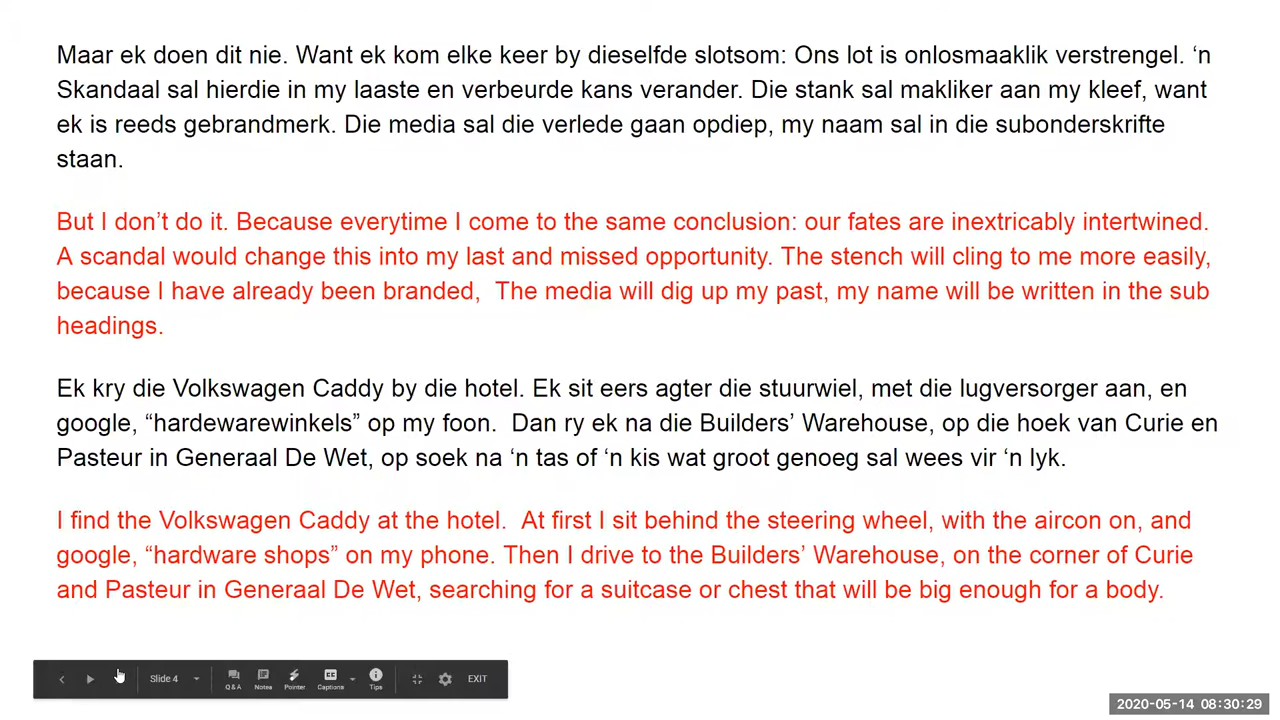 Maar ek doen dit nie. Want ek kom elke keer by dieselfde slotsom: Ons lot is onlosmaaklik verstrengel. ‘n
Skandaal sal hierdie in my laaste en verbeurde kans verander. Die stank sal makliker aan my kleef, want
ek is reeds gebrandmerk. Die media sal die verlede gaan opdiep, my naam sal in die subonderskrifte
staan.
But I don’t do it. Because everytime I come to the same conclusion: our fates are inextricably intertwined.
A scandal would change this into my last and missed opportunity. The stench will cling to me more easily,
because I have already been branded,  The media will dig up my past, my name will be written in the sub
headings.
Ek kry die Volkswagen Caddy by die hotel. Ek sit eers agter die stuurwiel, met die lugversorger aan, en
google, “hardewarewinkels” op my foon.  Dan ry ek na die Builders’ Warehouse, op die hoek van Curie en
Pasteur in Generaal De Wet, op soek na ‘n tas of ‘n kis wat groot genoeg sal wees vir ‘n lyk.
I find the Volkswagen Caddy at the hotel.  At first I sit behind the steering wheel, with the aircon on, and
google, “hardware shops” on my phone. Then I drive to the Builders’ Warehouse, on the corner of Curie
and Pasteur in Generaal De Wet, searching for a suitcase or chest that will be big enough for a body.
Slide 4 Q&A Notes Pointer CC Captions Tips EXIT
2020-05-14 08:30:29